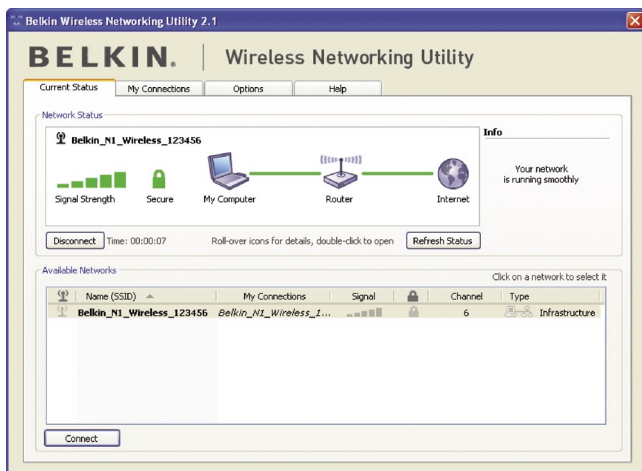 Belkin Wireless Networking Utility 2.1
BELKIN. Wireless Networking Utility
Current Status My Connections Options Help
Network Status
Belkin_N1_Wireless_123456
Signal Strength Secure My Computer Router Internet
Info
Your network
is running smoothly
Disconnect Time: 00:00:07 Roll-over icons for details, double-click to open Refresh Status
Available Networks
Click on a network to select it
Name (SSID) My Connections Signal Channel Type
Belkin_N1_Wireless_123456 Belkin_N1_Wireless_1... 6 Infrastructure
Connect